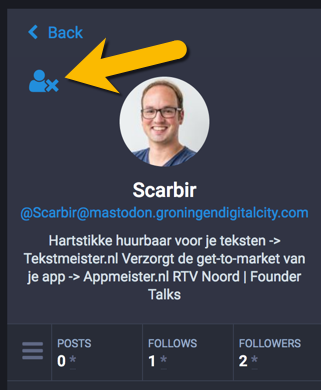 Back
Scarbir
@Scarbir@mastodon.groningendigitalcity.com
Hartstikke huurbaar voor je teksten ->
Tekstmeister.nl Verzorgt de get-to-market van
je app -> Appmeister.nl RTV Noord | Founder
Talks
POSTS FOLLOWS FOLLOWERS
0 * 1 * 2 *